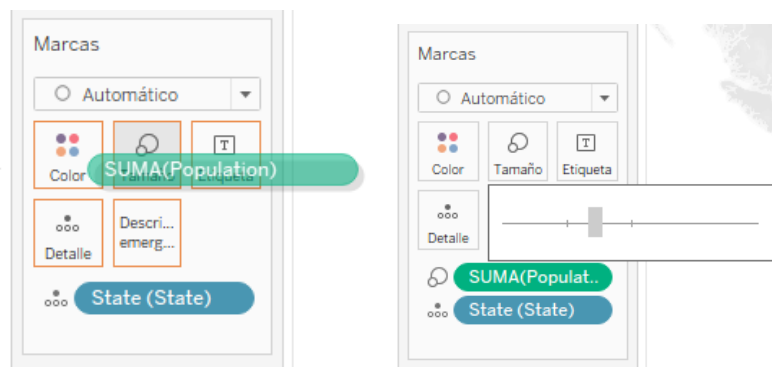 Marcas
Automático
Color
SUMA(Population)
Detalle
Descri...
emerg...
State (State)
Marcas
Automático
Color
Tamaño
Etiqueta
Detalle
SUMA(Populat..
State (State)